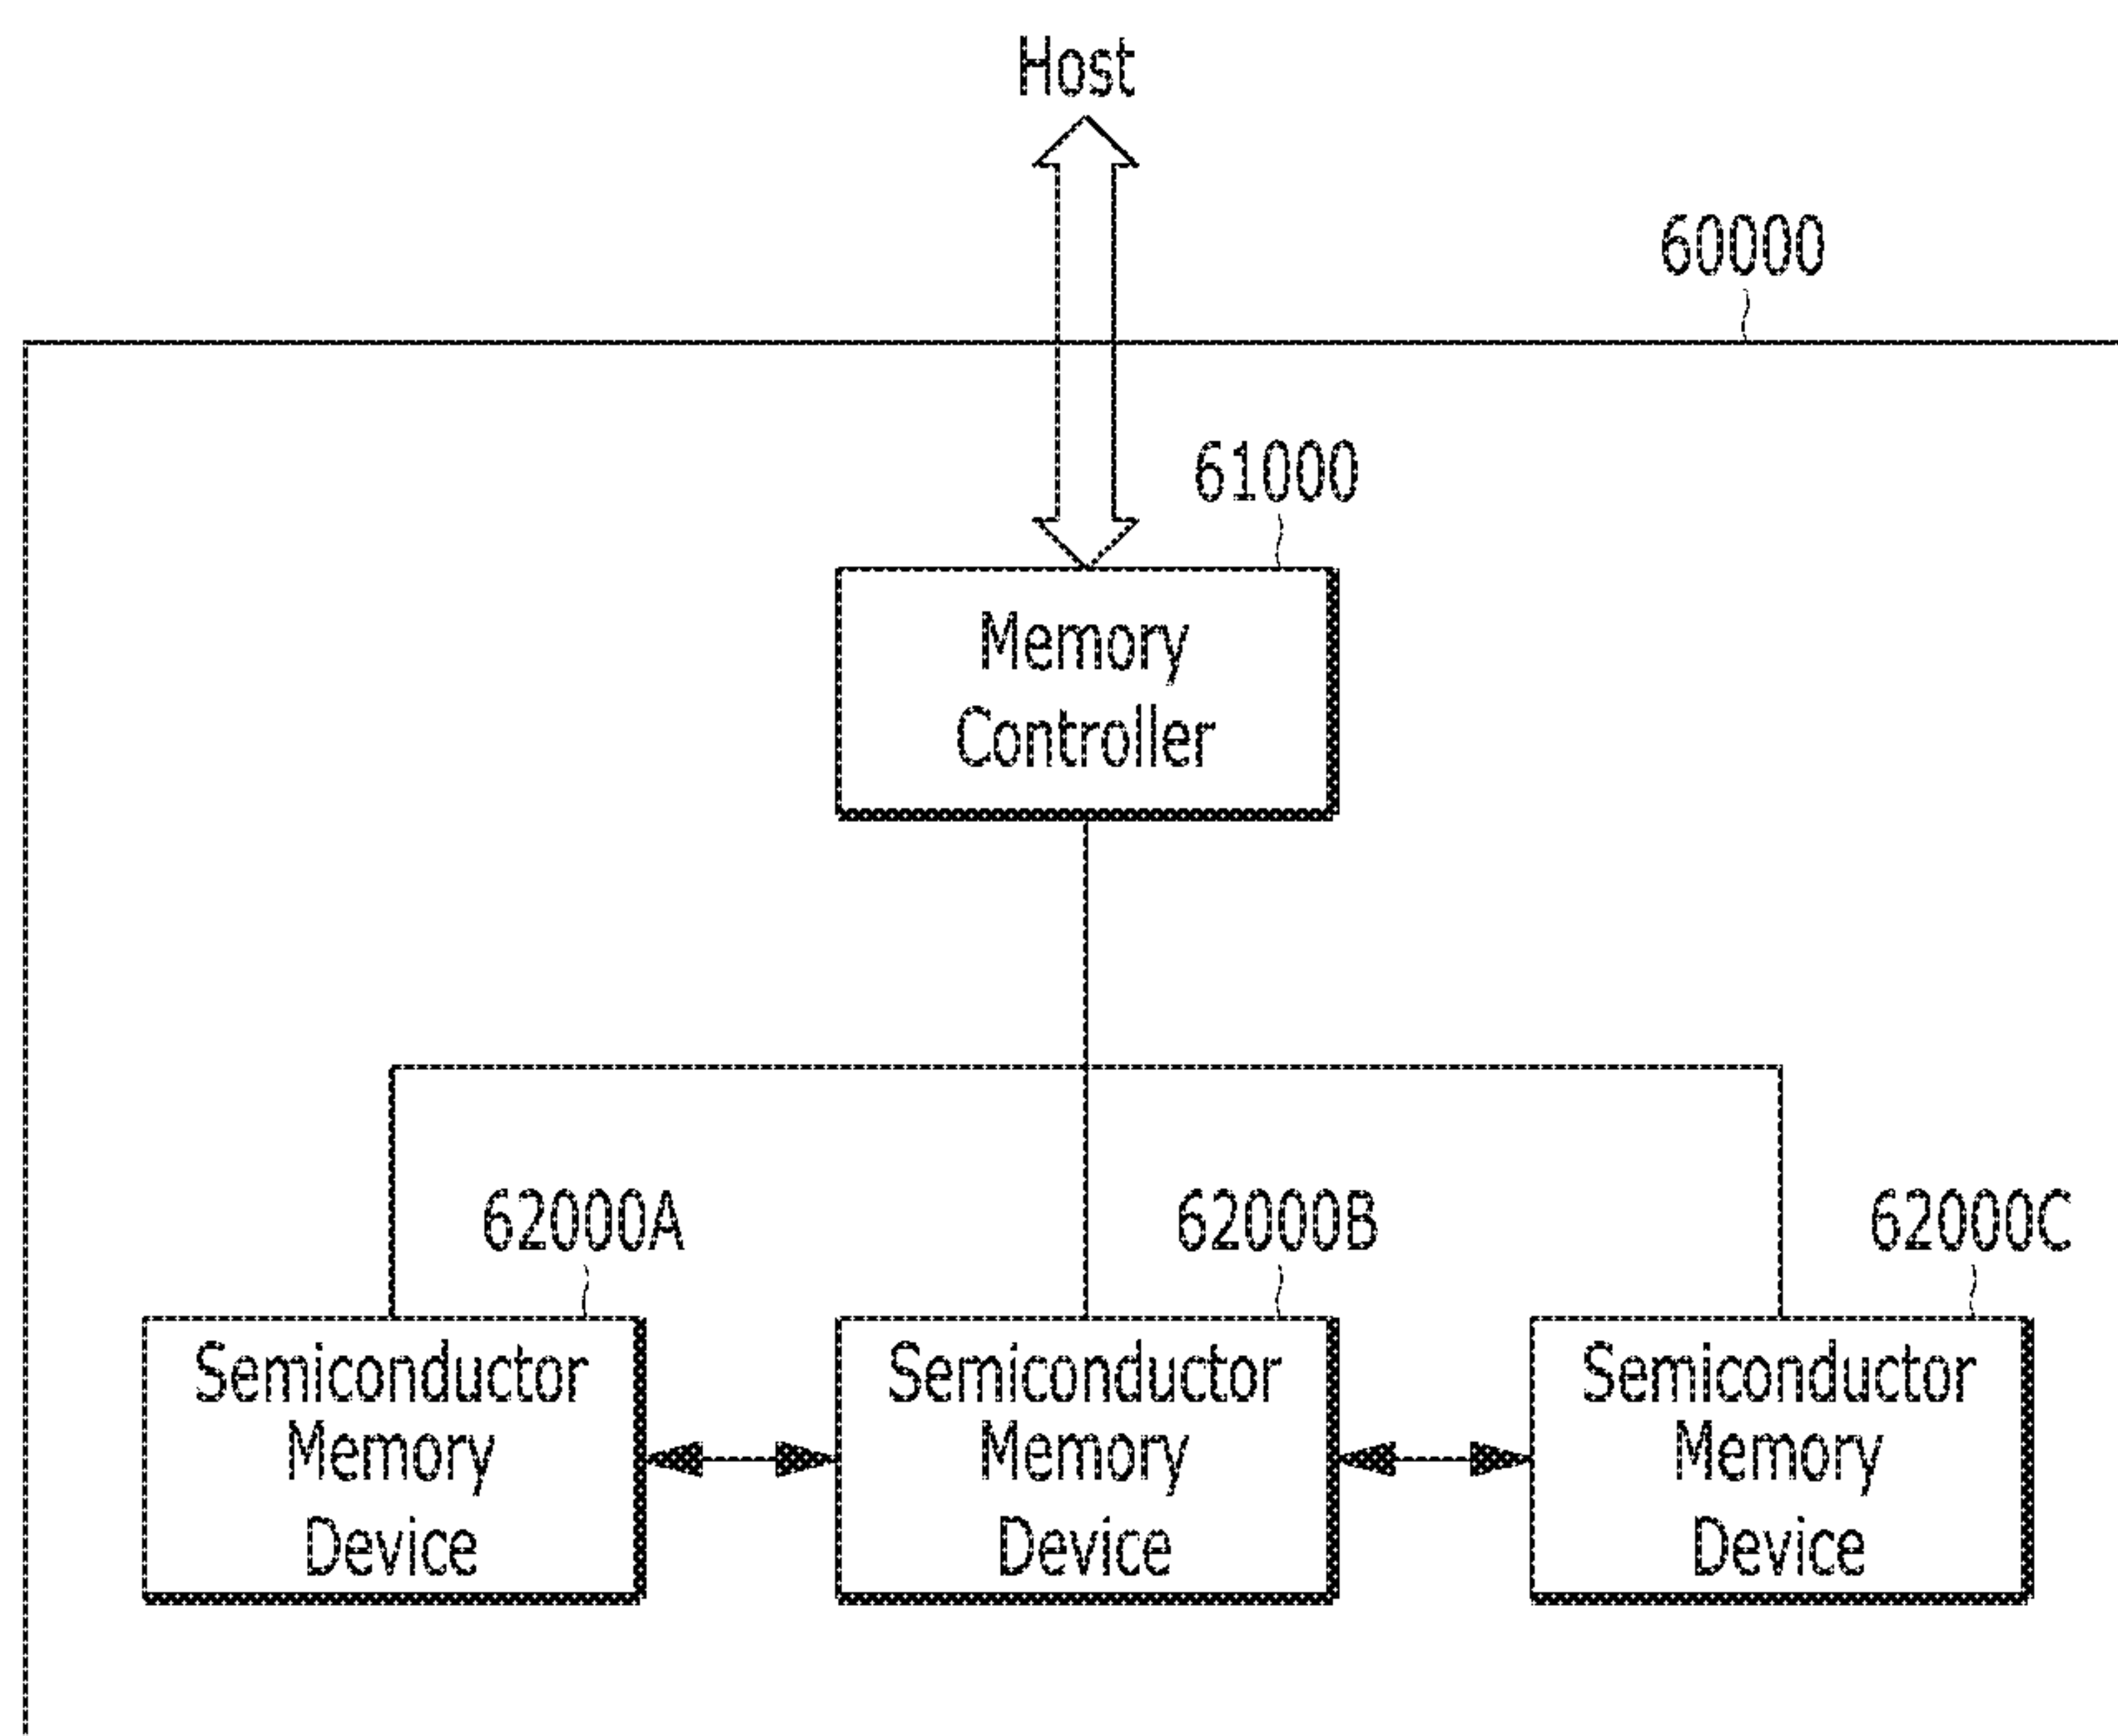 Host
60000
61000
Memory
Controller
62000A
62000B
62000C
Semiconductor
Memory
Device
Semiconductor
Memory
Device
Semiconductor
Memory
Device